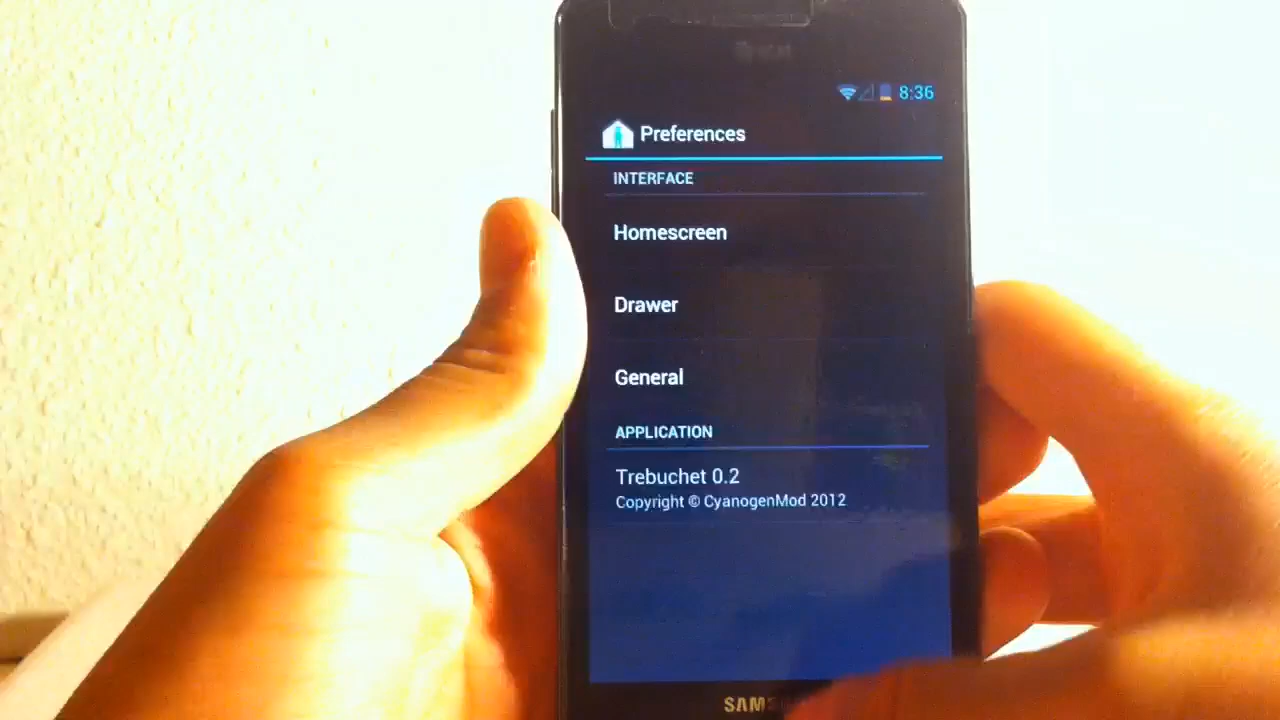 8:36
Preferences
INTERFACE
Homescreen
Drawer
General
APPLICATION
Trebuchet 0.2
Copyright © CyanogenMod 2012